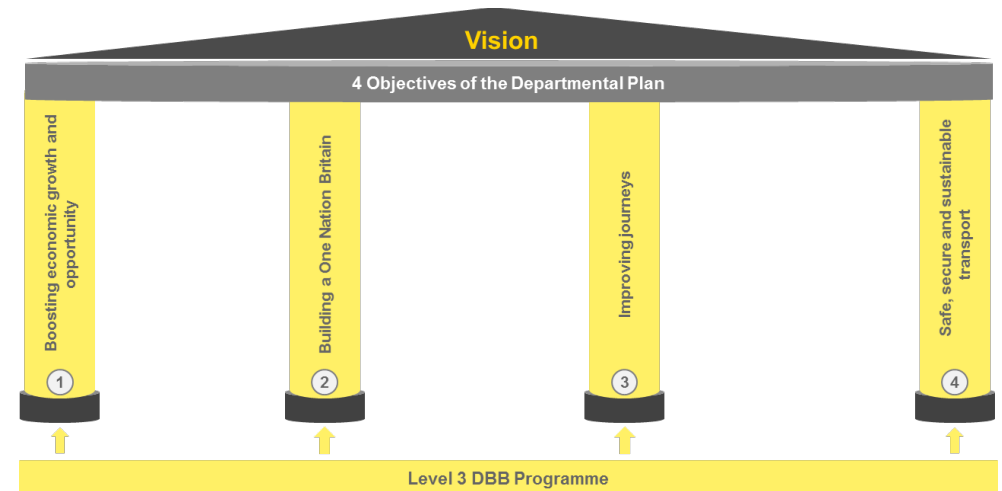 Vision
4 Objectives of the Departmental Plan
Boosting economic growth and
opportunity
1
Building a One Nation Britain
2
Improving journeys
3
Safe, secure and sustainable
transport
4
Level 3 DBB Programme